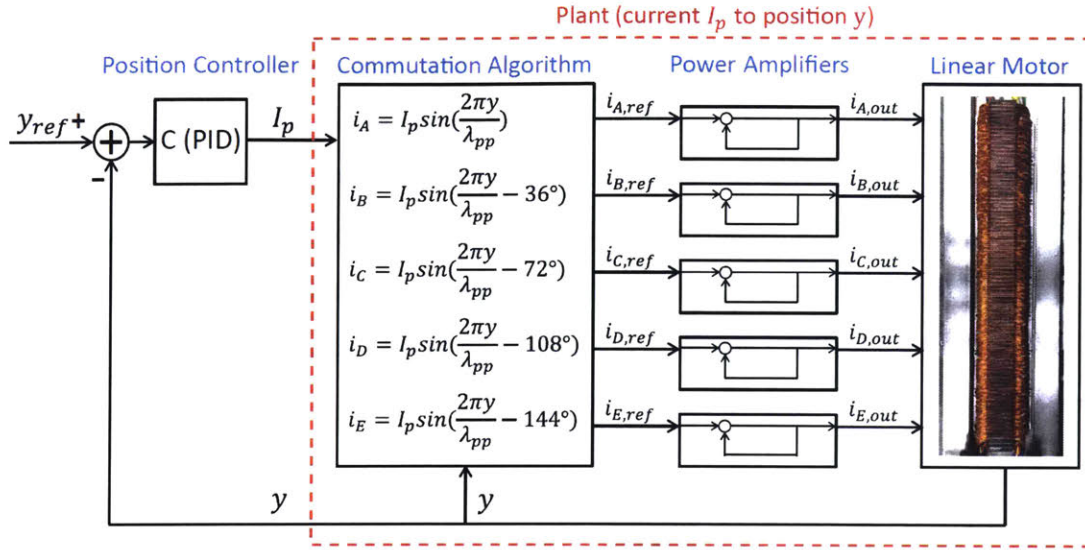 Plant (current I_p to position y)
Position Controller
Commutation Algorithm
Power Amplifiers
Linear Motor
y_ref +
+
-
C (PID)
I_p
i_A = I_p sin(2πy/λ_pp)
i_B = I_p sin(2πy/λ_pp − 36°)
i_C = I_p sin(2πy/λ_pp − 72°)
i_D = I_p sin(2πy/λ_pp − 108°)
i_E = I_p sin(2πy/λ_pp − 144°)
i_A,ref
i_A,out
i_B,ref
i_B,out
i_C,ref
i_C,out
i_D,ref
i_D,out
i_E,ref
i_E,out
y
y